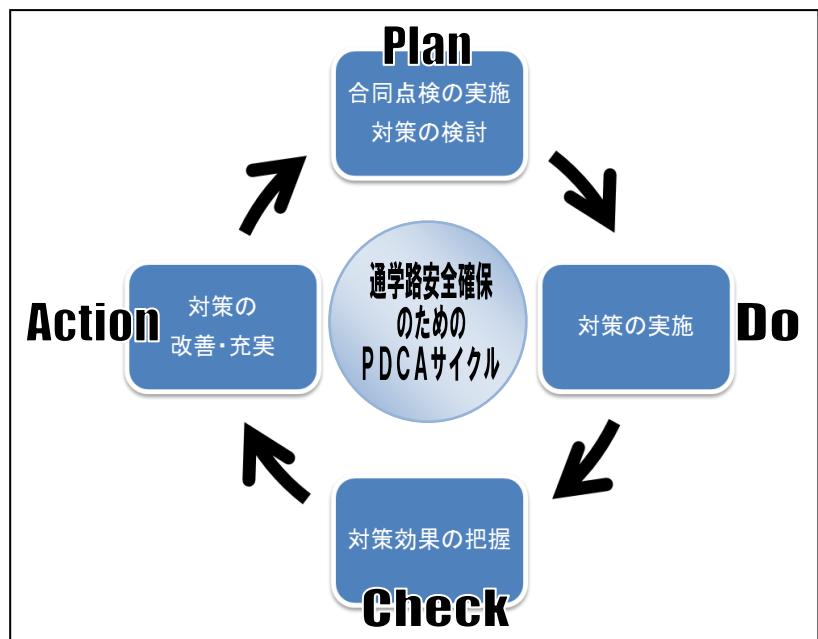 Plan
合同点検の実施
対策の検討
Action
対策の
改善・充実
通学路安全確保
のための
PDCAサイクル
対策の実施
Do
対策効果の把握
Check